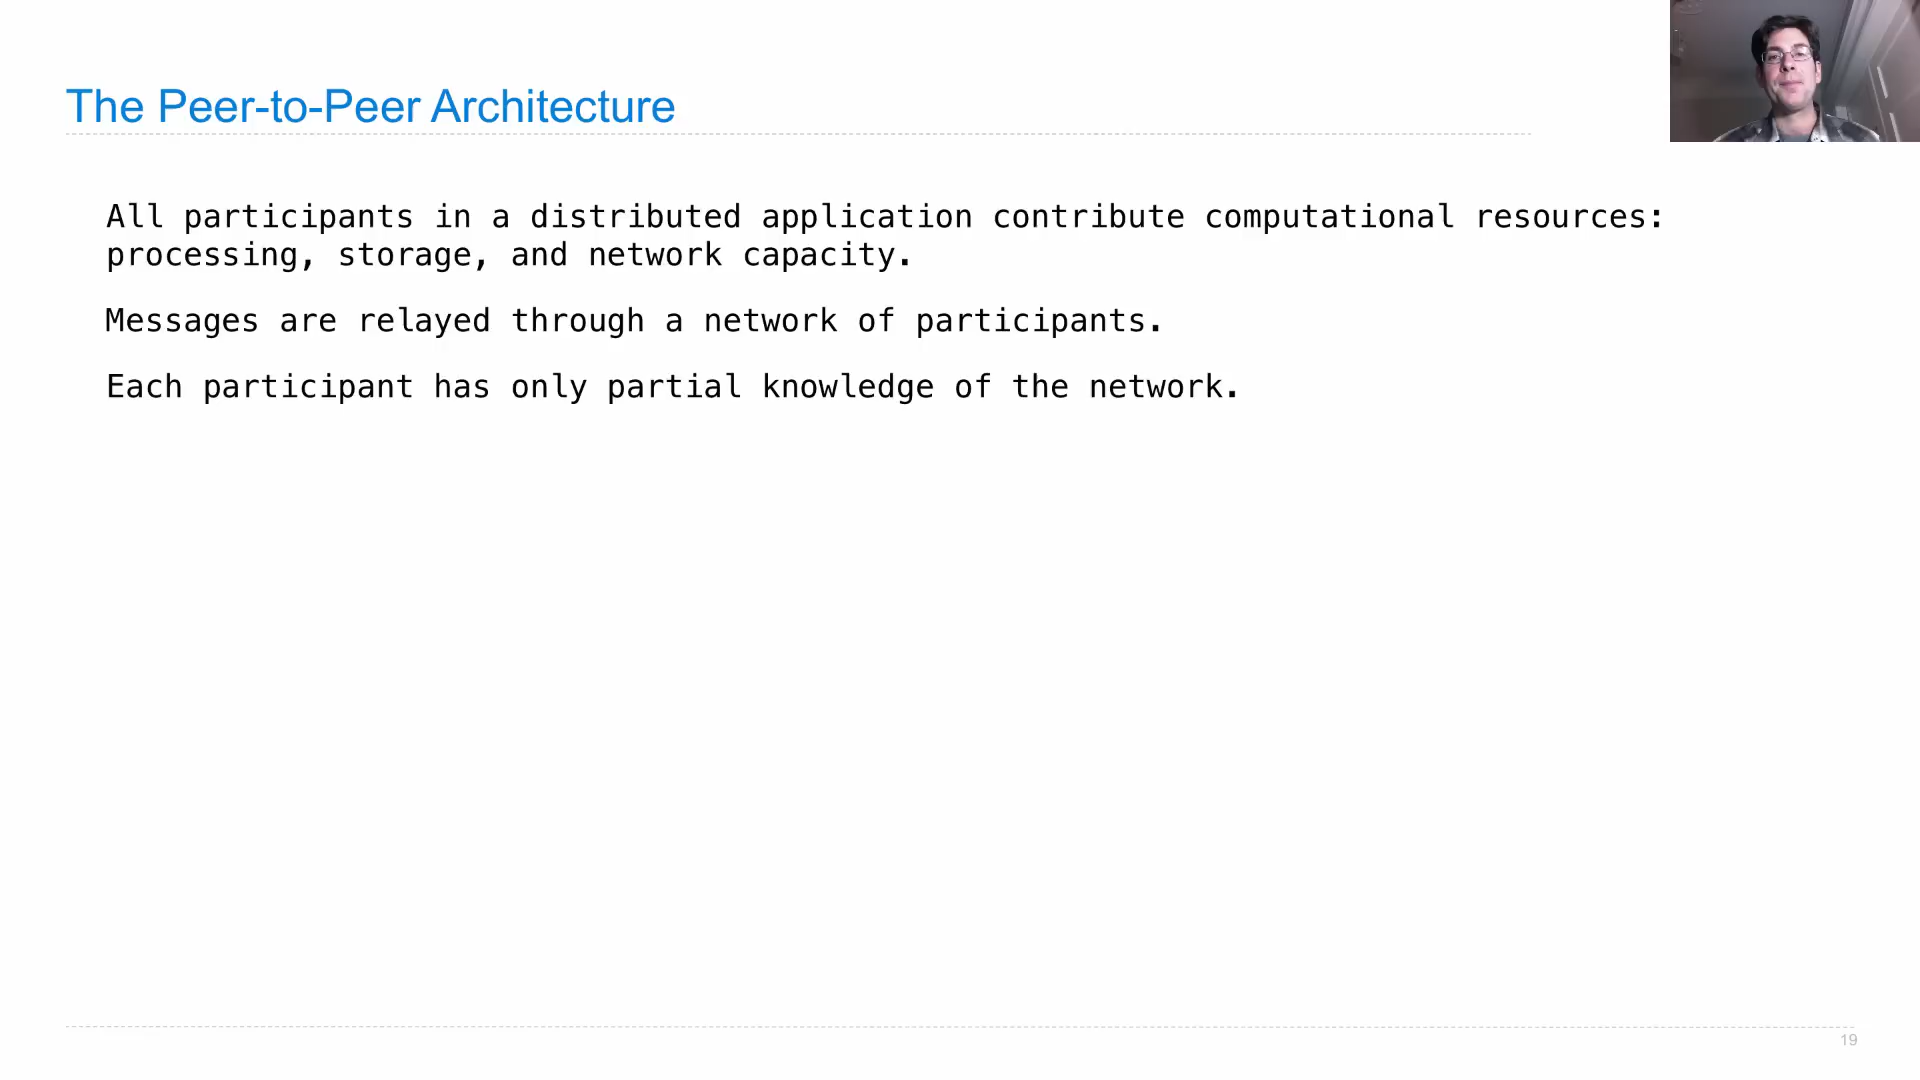 The Peer-to-Peer Architecture
All participants in a distributed application contribute computational resources:
processing, storage, and network capacity.
Messages are relayed through a network of participants.
Each participant has only partial knowledge of the network.
19